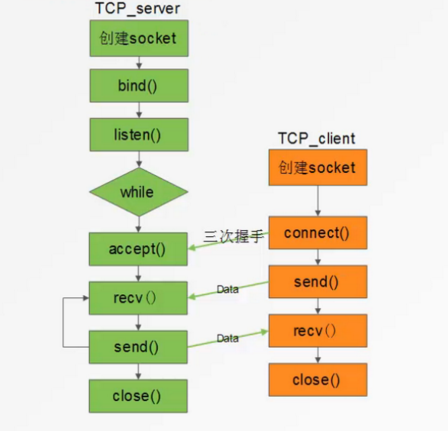 TCP_server
创建socket
bind()
listen()
while
accept()
recv()
send()
close()
TCP_client
创建socket
connect()
send()
recv()
close()
三次握手
Data
Data